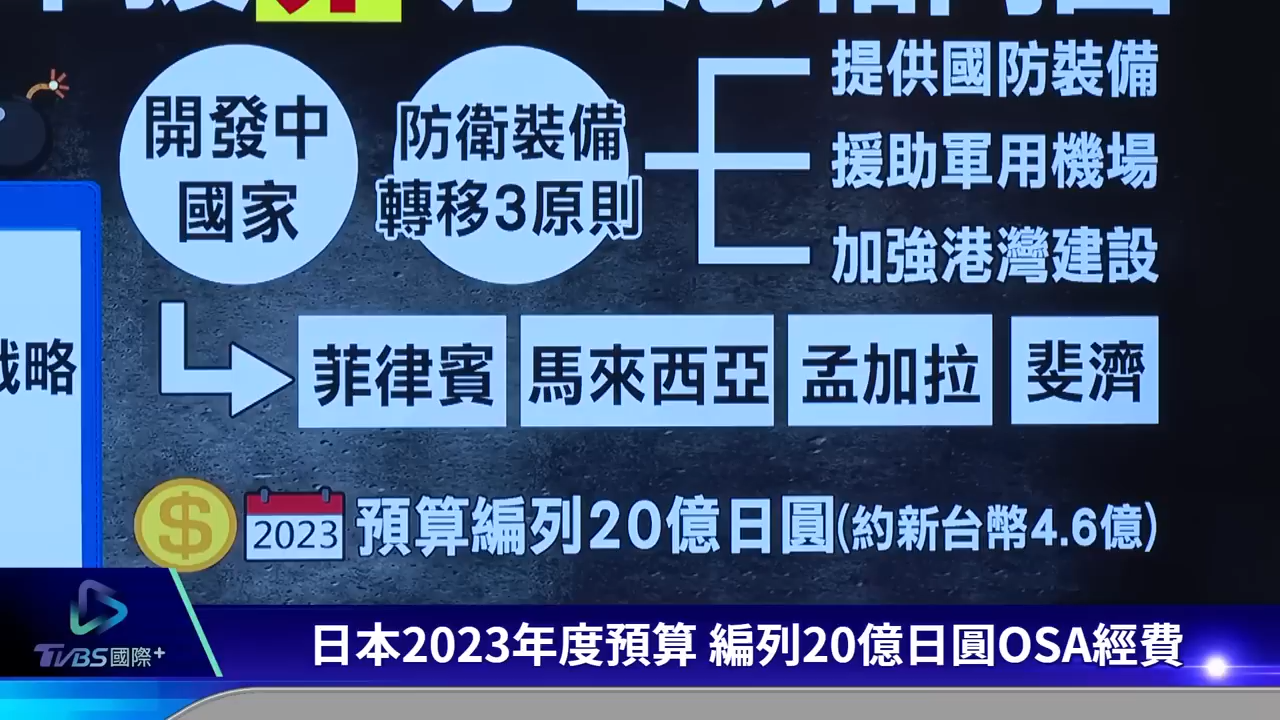 開發中
國家
防衛裝備
轉移3原則
提供國防裝備
援助軍用機場
加強港灣建設
略
菲律賓 馬來西亞 孟加拉 斐濟
$ 2023 預算編列20億日圓(約新台幣4.6億)
TVBS國際+
日本2023年度預算 編列20億日圓OSA經費